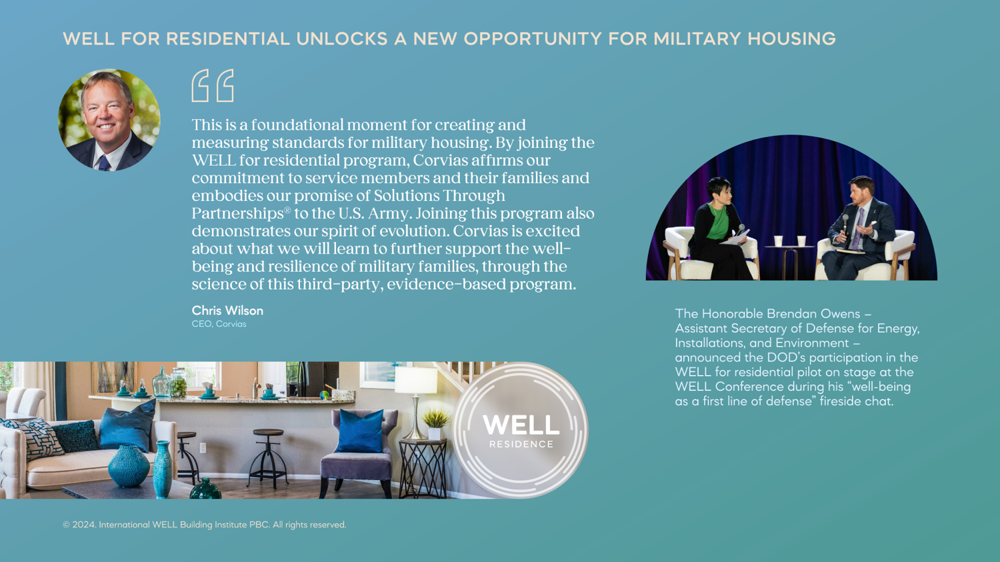 WELL FOR RESIDENTIAL UNLOCKS A NEW OPPORTUNITY FOR MILITARY HOUSING
This is a foundational moment for creating and
measuring standards for military housing. By joining the
WELL for residential program, Corvias affirms our
commitment to service members and their families and
embodies our promise of Solutions Through
Partnerships® to the U.S. Army. Joining this program also
demonstrates our spirit of evolution. Corvias is excited
about what we will learn to further support the well-
being and resilience of military families, through the
science of this third-party, evidence-based program.
Chris Wilson
CEO, Corvias
The Honorable Brendan Owens –
Assistant Secretary of Defense for Energy,
Installations, and Environment –
announced the DOD's participation in the
WELL for residential pilot on stage at the
WELL Conference during his “well-being
as a first line of defense” fireside chat.
WELL
RESIDENCE
© 2024. International WELL Building Institute PBC. All rights reserved.